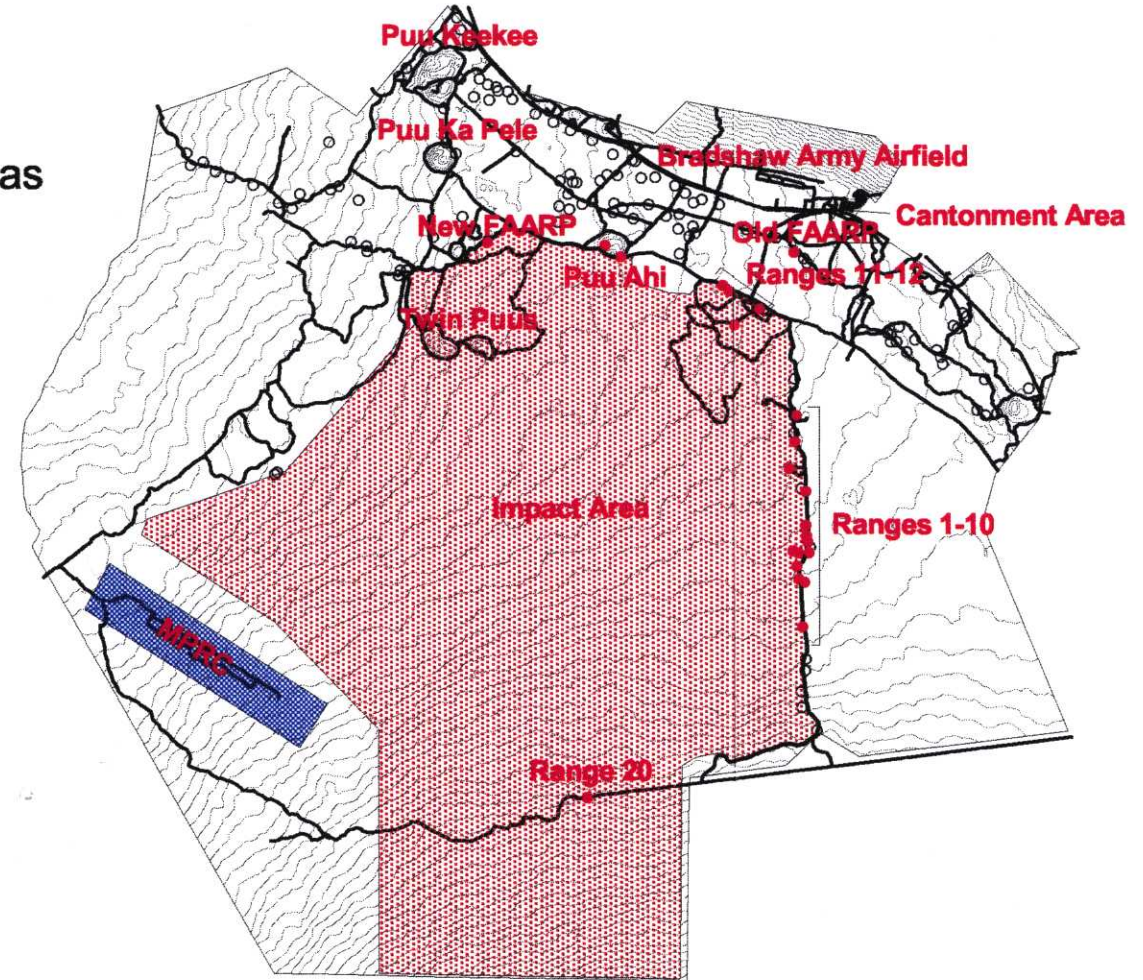 Puu Keekee
Puu Ka Pele
as
Bradshaw Army Airfield
Cantonment Area
New FAARP
Old FAARP
Puu Ahi
Ranges 11-12
Twin Puus
Impact Area
Ranges 1-10
MPRC
Range 20